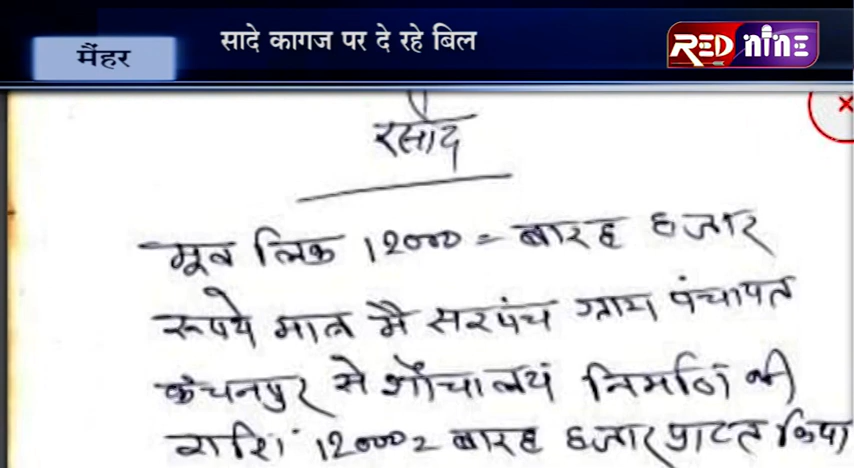 सादे कागज पर दे रहे बिल
मैंहर
RED NINE
रसीद
मूव लिक 12000 = बारह हजार
रूपये मात्र मै सरपंच ग्राम पंचायत
कंचनपुर से शौचालय निर्माण की
राशि 12000 = बारह हजार प्राप्त किया